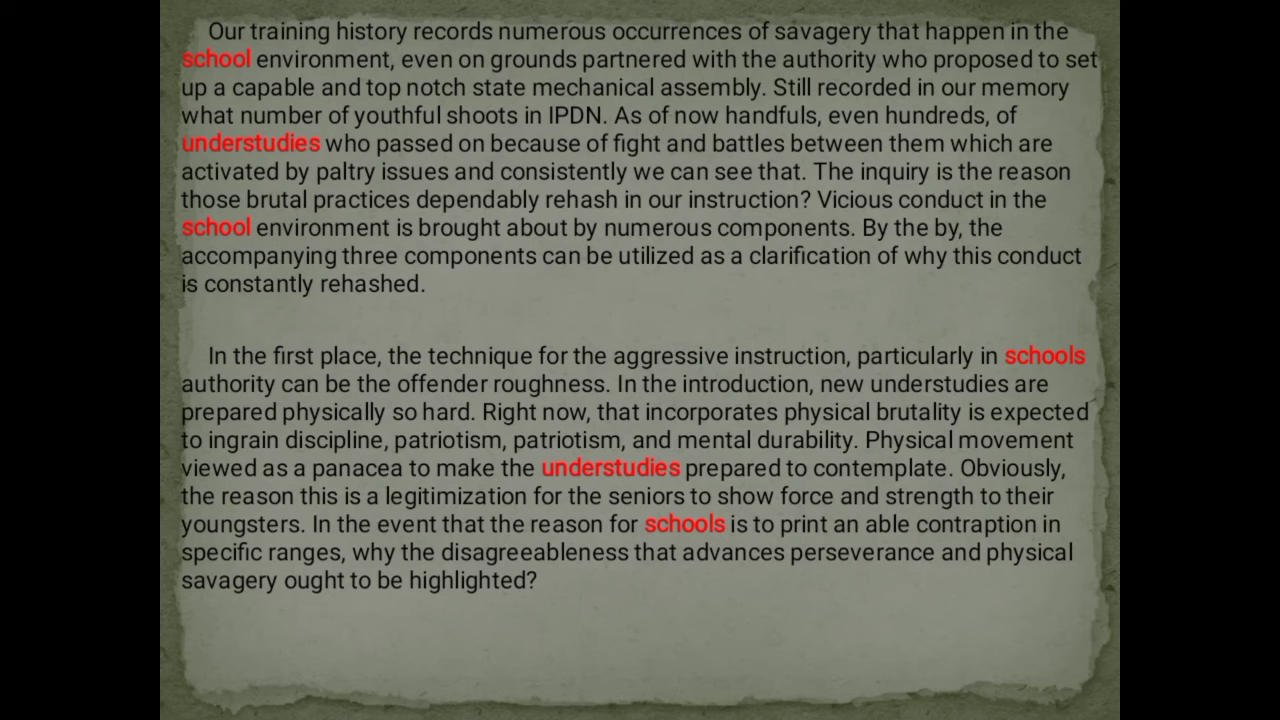 Our training history records numerous occurrences of savagery that happen in the
school environment, even on grounds partnered with the authority who proposed to set
up a capable and top notch state mechanical assembly. Still recorded in our memory
what number of youthful shoots in IPDN. As of now handfuls, even hundreds, of
understudies who passed on because of fight and battles between them which are
activated by paltry issues and consistently we can see that. The inquiry is the reason
those brutal practices dependably rehash in our instruction? Vicious conduct in the
school environment is brought about by numerous components. By the by, the
accompanying three components can be utilized as a clarification of why this conduct
is constantly rehashed.
In the first place, the technique for the aggressive instruction, particularly in schools
authority can be the offender roughness. In the introduction, new understudies are
prepared physically so hard. Right now, that incorporates physical brutality is expected
to ingrain discipline, patriotism, patriotism, and mental durability. Physical movement
viewed as a panacea to make the understudies prepared to contemplate. Obviously,
the reason this is a legitimization for the seniors to show force and strength to their
youngsters. In the event that the reason for schools is to print an able contraption in
specific ranges, why the disagreeableness that advances perseverance and physical
savagery ought to be highlighted?